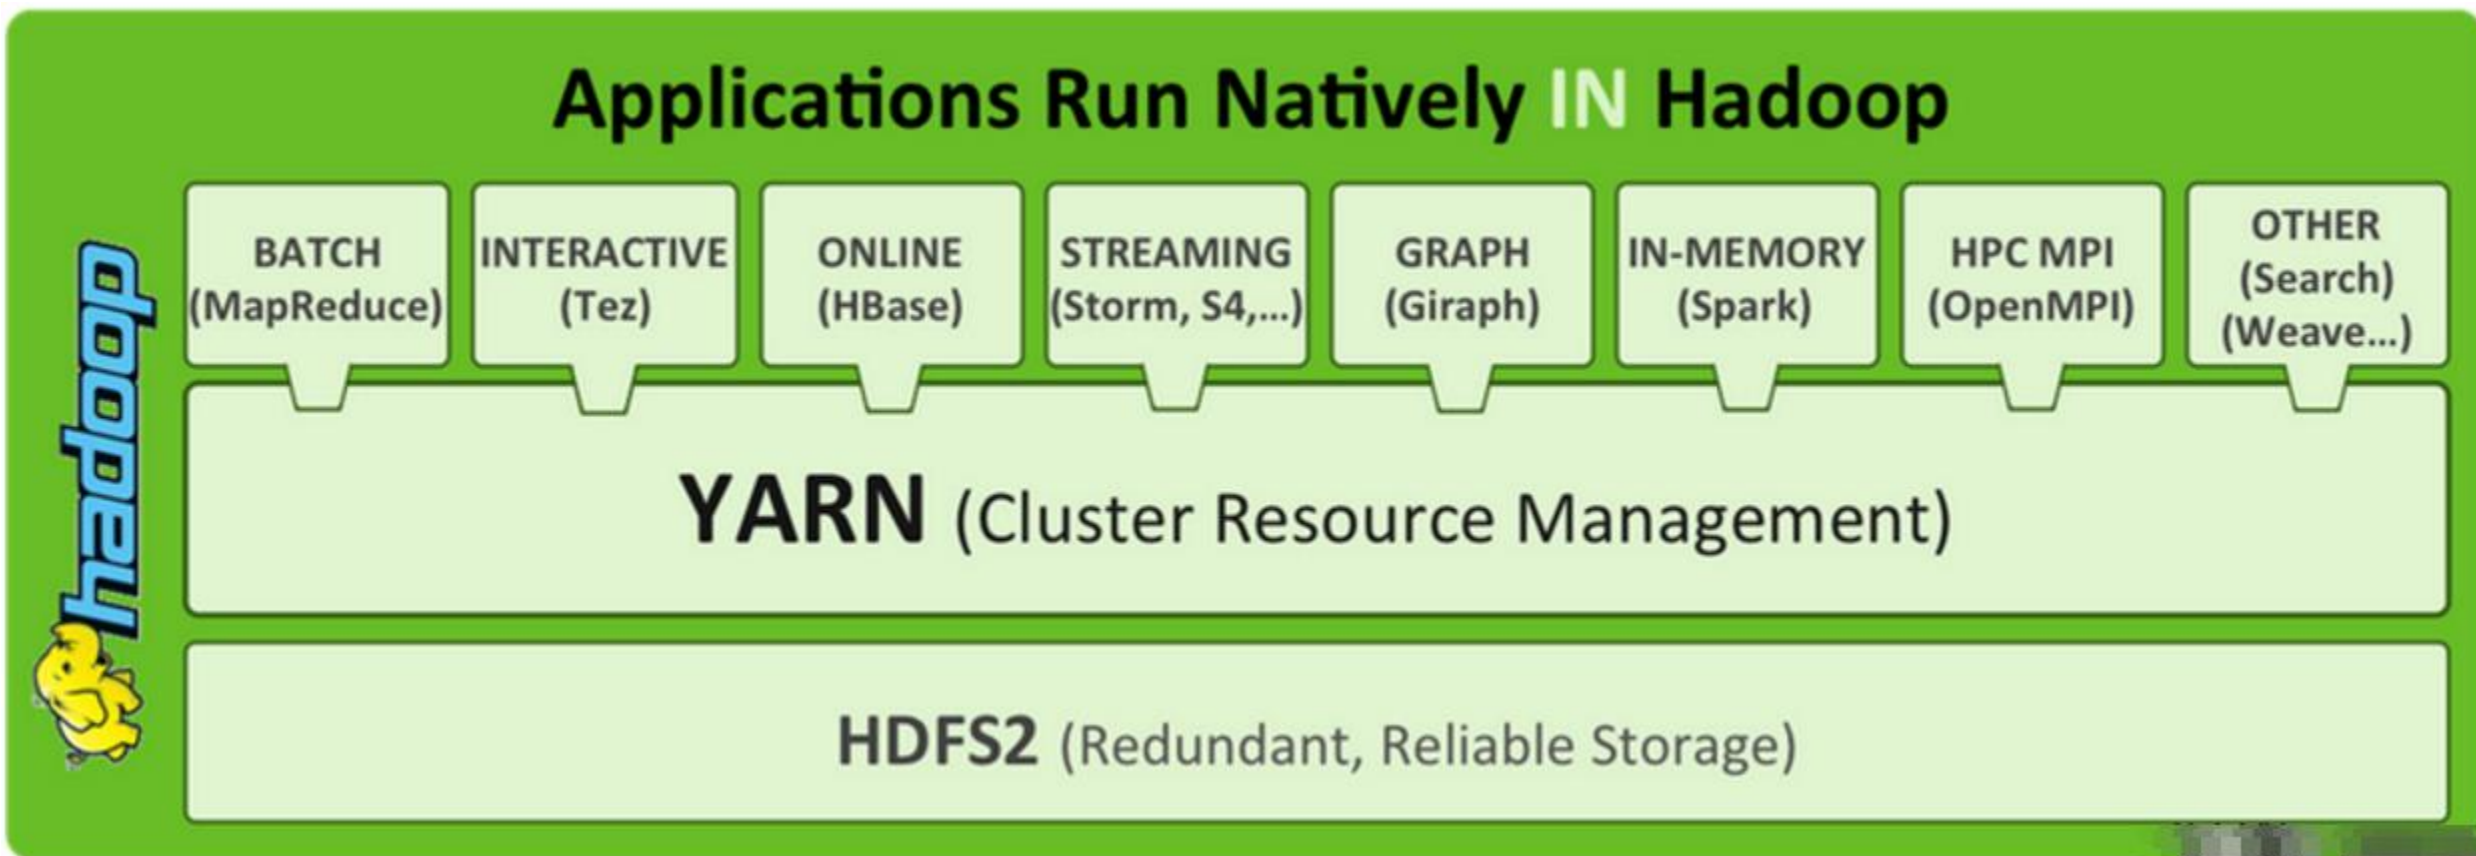 Applications Run Natively IN Hadoop
BATCH
(MapReduce)
INTERACTIVE
(Tez)
ONLINE
(HBase)
STREAMING
(Storm, S4,...)
GRAPH
(Giraph)
IN-MEMORY
(Spark)
HPC MPI
(OpenMPI)
OTHER
(Search)
(Weave...)
hadoop
YARN (Cluster Resource Management)
HDFS2 (Redundant, Reliable Storage)